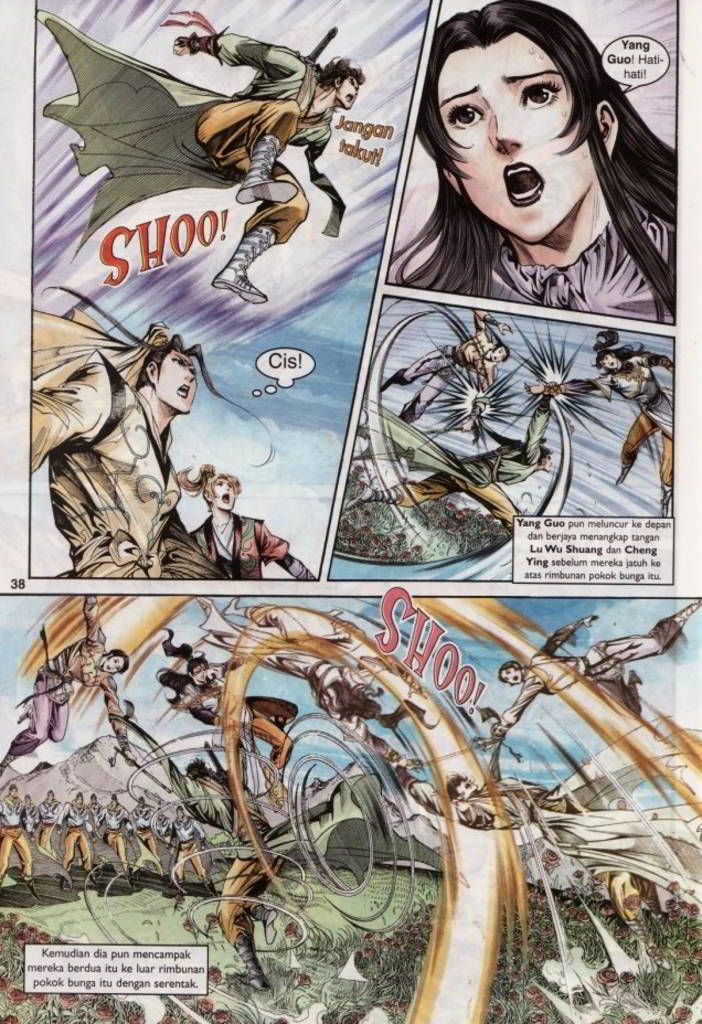 Jangan
takut!
SHOO!
Yang
Guo! Hati-
hati!
Cis!
Yang Guo pun meluncur ke depan
dan berjaya menangkap tangan
Lu Wu Shuang dan Cheng
Ying sebelum mereka jatuh ke
atas rimbunan pokok bunga itu.
38
SHOO!
Kemudian dia pun mencampak
mereka berdua itu ke luar rimbunan
pokok bunga itu dengan serentak.